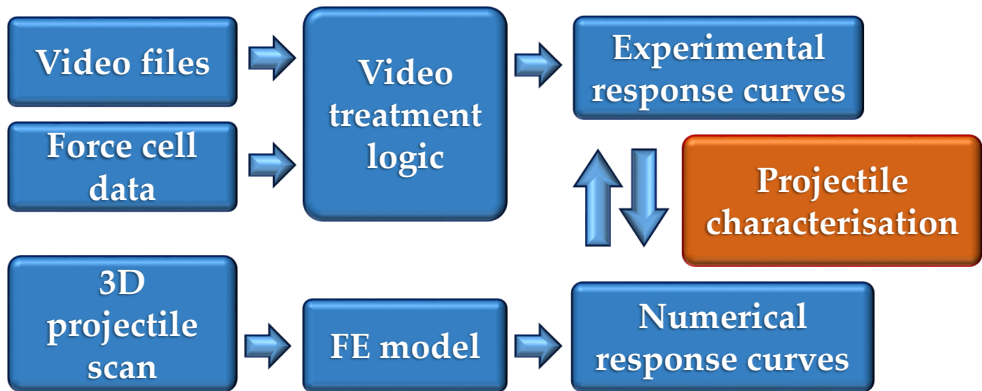 Video files
Force cell
data
Video
treatment
logic
Experimental
response curves
Projectile
characterisation
3D
projectile
scan
FE model
Numerical
response curves